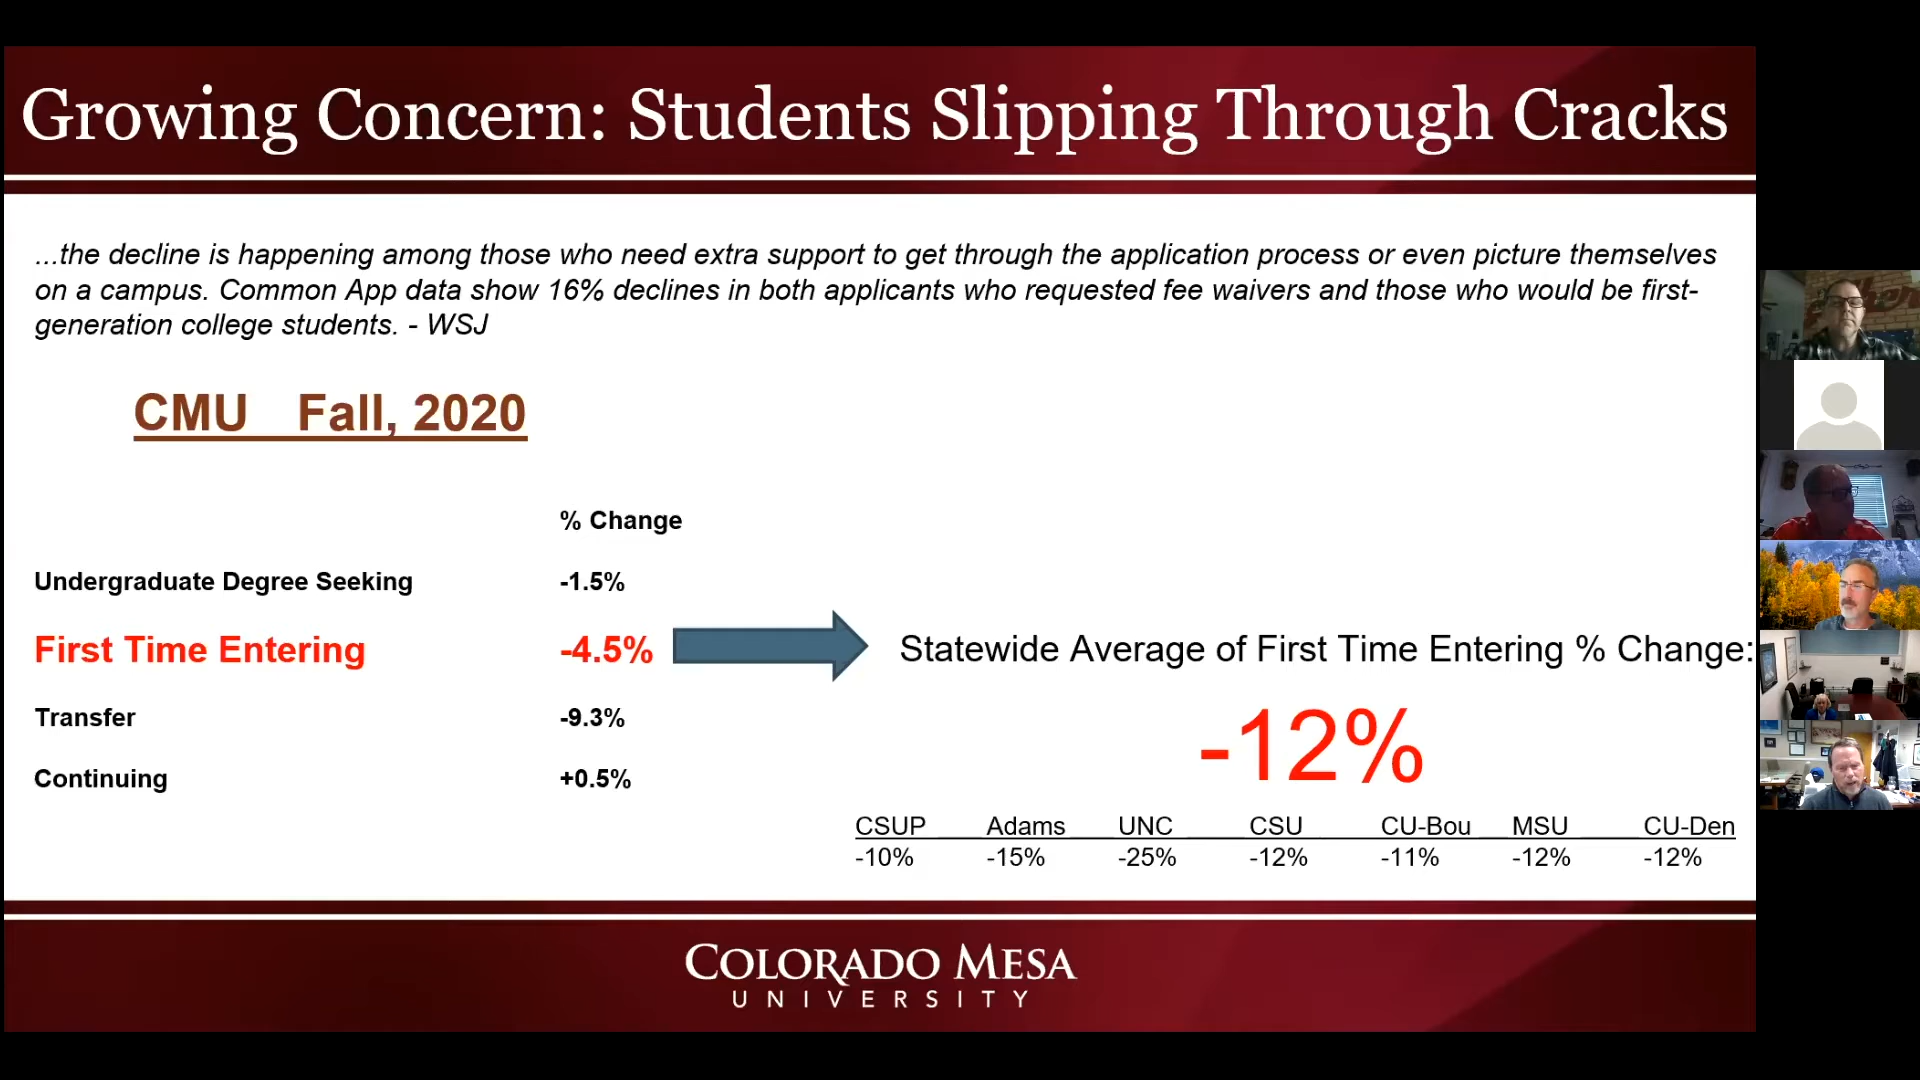 Growing Concern: Students Slipping Through Cracks
...the decline is happening among those who need extra support to get through the application process or even picture themselves
on a campus. Common App data show 16% declines in both applicants who requested fee waivers and those who would be first-
generation college students. - WSJ
CMU Fall, 2020
% Change
Undergraduate Degree Seeking -1.5%
First Time Entering -4.5%
Transfer -9.3%
Continuing +0.5%
Statewide Average of First Time Entering % Change:
-12%
CSUP Adams UNC CSU CU-Bou MSU CU-Den
-10% -15% -25% -12% -11% -12% -12%
COLORADO MESA
UNIVERSITY